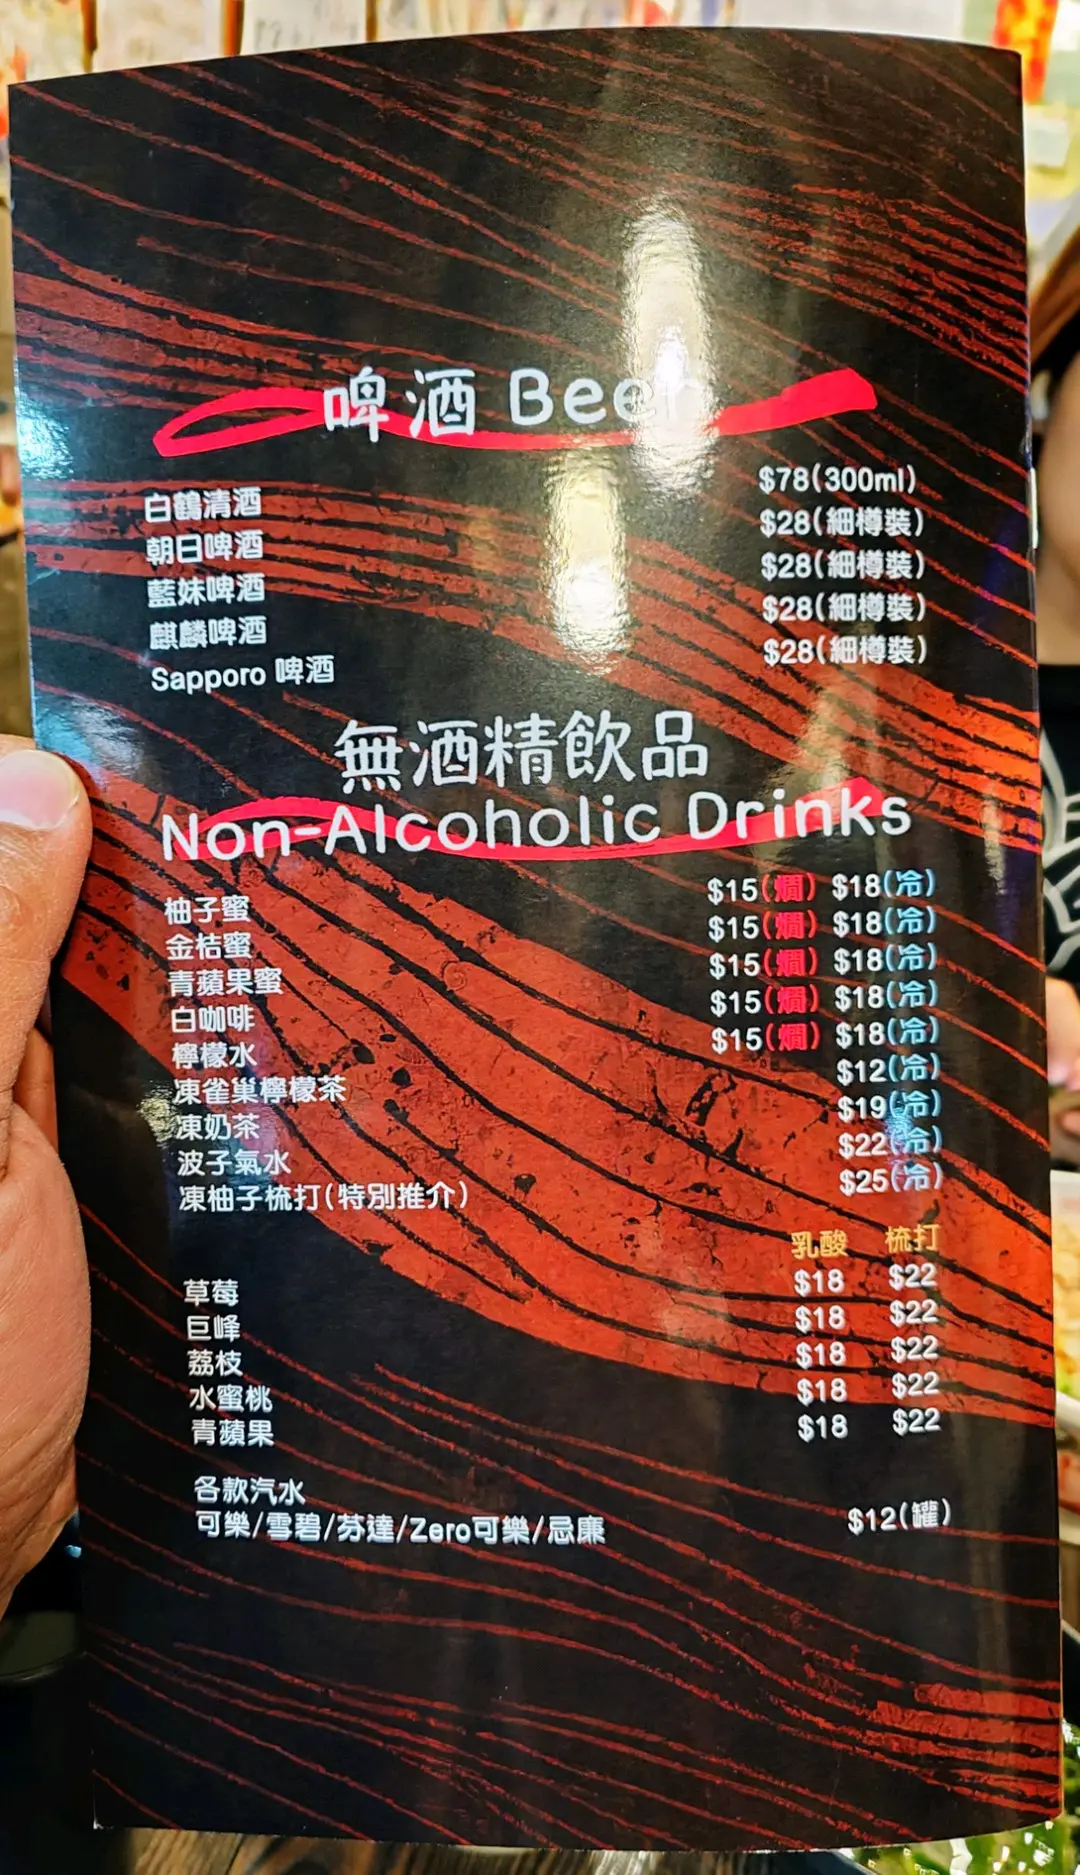 啤酒 Beer
白鶴清酒 $78(300ml)
朝日啤酒 $28(細樽裝)
藍妹啤酒 $28(細樽裝)
麒麟啤酒 $28(細樽裝)
Sapporo 啤酒 $28(細樽裝)
無酒精飲品
Non-Alcoholic Drinks
柚子蜜 $15(燗) $18(冷)
金桔蜜 $15(燗) $18(冷)
青蘋果蜜 $15(燗) $18(冷)
白咖啡 $15(燗) $18(冷)
檸檬水 $15(燗) $18(冷)
凍雀巢檸檬茶 $12(冷)
凍奶茶 $19(冷)
波子氣水 $22(冷)
凍柚子梳打(特別推介) $25(冷)
乳酸 梳打
草莓 $18 $22
巨峰 $18 $22
荔枝 $18 $22
水蜜桃 $18 $22
青蘋果 $18 $22
各款汽水
可樂/雪碧/芬達/Zero可樂/忌廉 $12(罐)